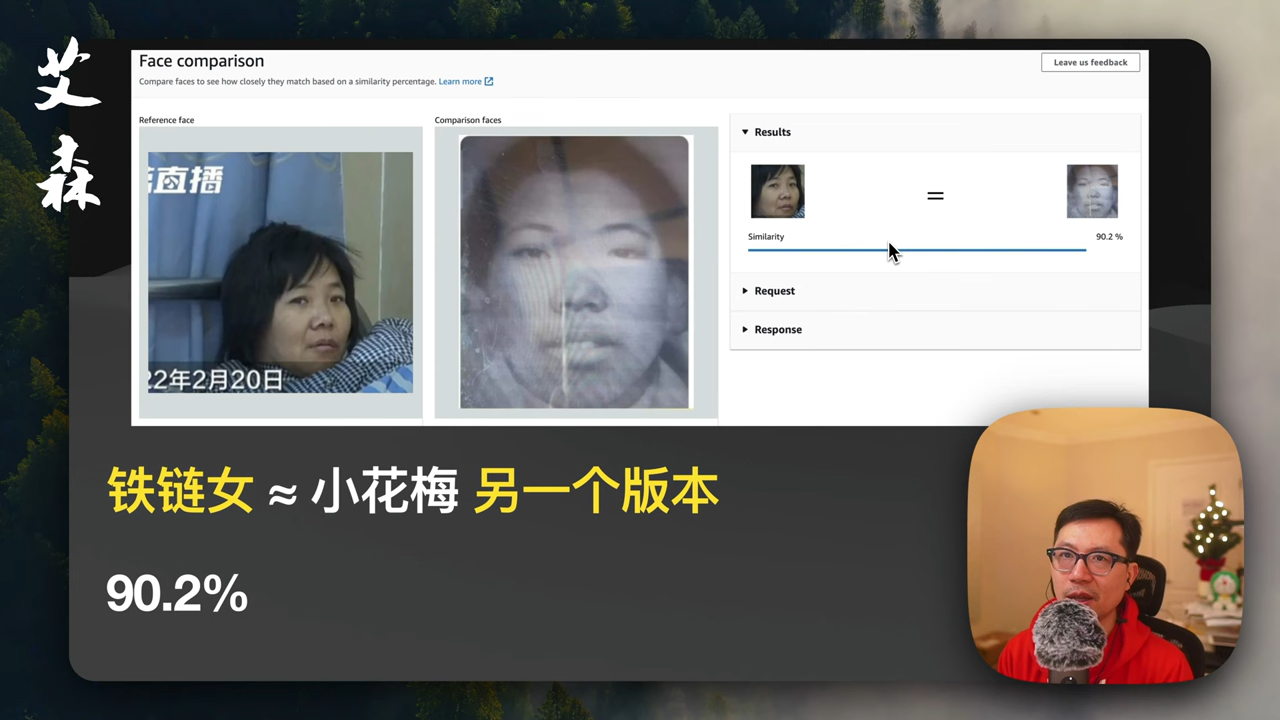 艾
森
Face comparison
Compare faces to see how closely they match based on a similarity percentage. Learn more
Leave us feedback
Reference face
Comparison faces
Results
直播
=
Similarity
90.2 %
Request
Response
22年2月20日
铁链女 ≈ 小花梅 另一个版本
90.2%